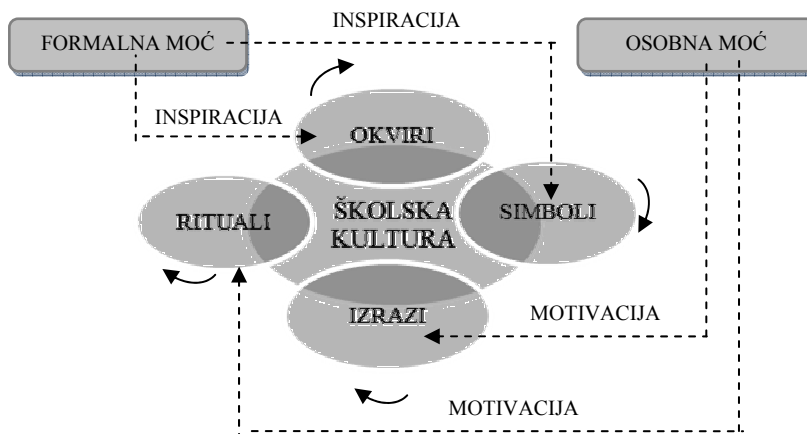 INSPIRACIJA
FORMALNA MOĆ
OSOBNA MOĆ
INSPIRACIJA
OKVIRI
RITUALI
ŠKOLSKA
KULTURA
SIMBOLI
IZRAZI
MOTIVACIJA
MOTIVACIJA